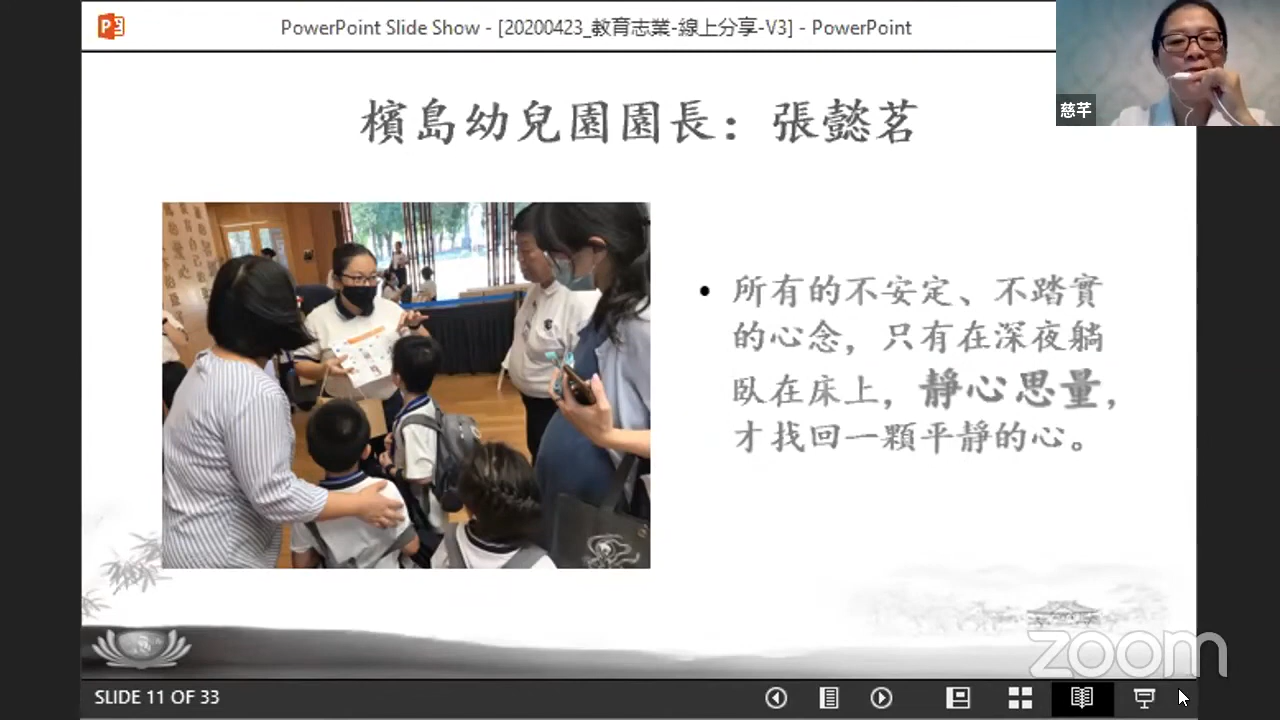 PowerPoint Slide Show - [20200423_教育志業-線上分享-V3] - PowerPoint
慈芊
檳島幼兒園園長：張懿茗
• 所有的不安定、不踏實
的心念，只有在深夜躺
臥在床上，靜心思量，
才找回一顆平靜的心。
zoom
SLIDE 11 OF 33